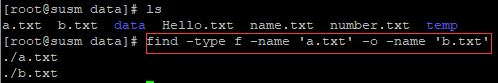 [root@susm data]# ls
a.txt b.txt data Hello.txt name.txt number.txt temp
[root@susm data]# find -type f -name 'a.txt' -o -name 'b.txt'
./a.txt
./b.txt